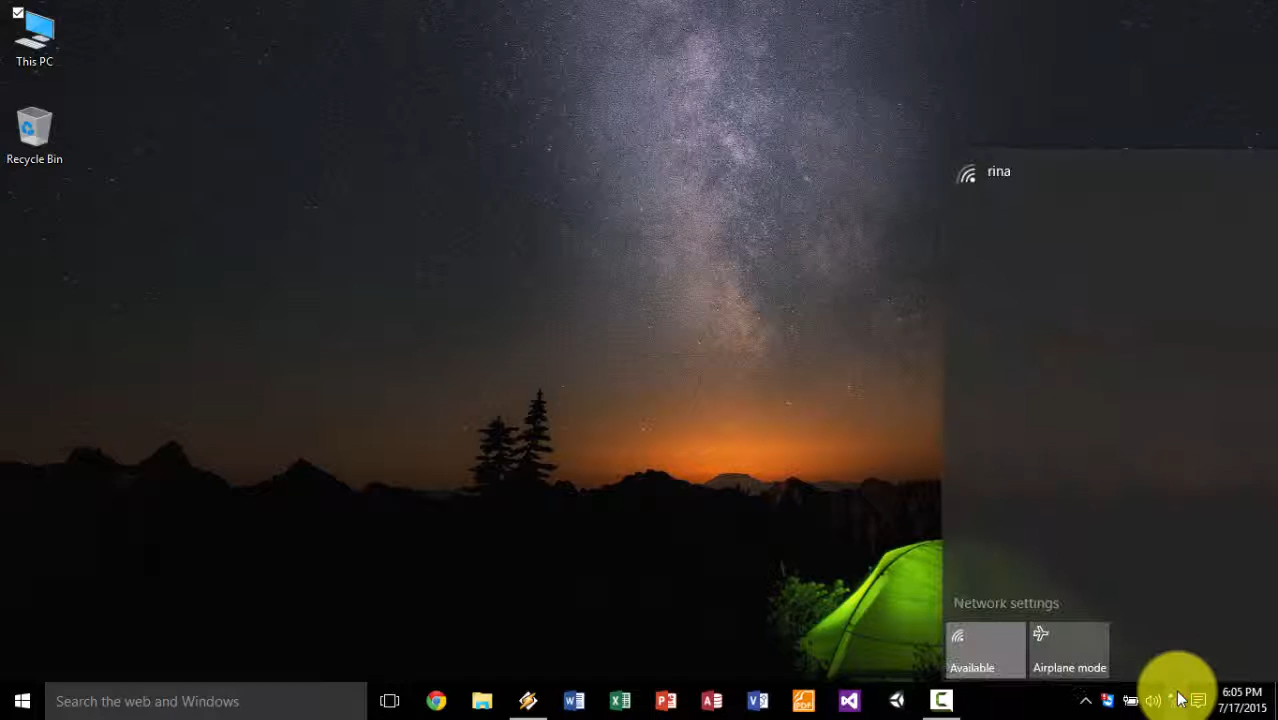 This PC
Recycle Bin
rina
Network settings
Available
Airplane mode
Search the web and Windows
PDF
6:05 PM
7/17/2015